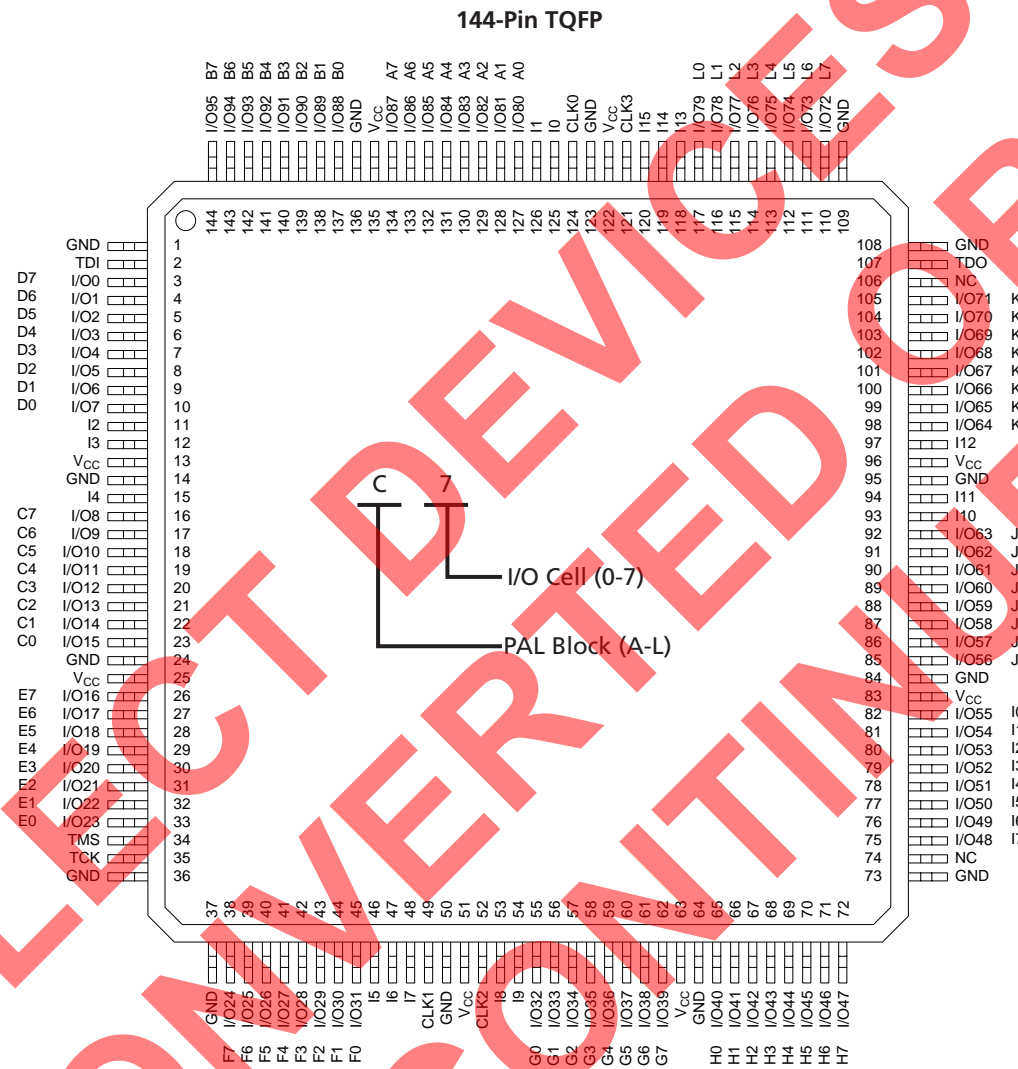 144-Pin TQFP
B7 B6 B5 B4 B3 B2 B1 B0 A7 A6 A5 A4 A3 A2 A1 A0 L0 L1 L2 L3 L4 L5 L6 L7
I/O95 I/O94 I/O93 I/O92 I/O91 I/O90 I/O89 I/O88 GND VCC I/O87 I/O86 I/O85 I/O84 I/O83 I/O82 I/O81 I/O80 I1 I0 CLK0 GND VCC CLK3 I15 I14 I13 I/O79 I/O78 I/O77 I/O76 I/O75 I/O74 I/O73 I/O72 GND
144 143 142 141 140 139 138 137 136 135 134 133 132 131 130 129 128 127 126 125 124 123 122 121 120 119 118 117 116 115 114 113 112 111 110 109
GND 1 108 GND
TDI 2 107 TDO
D7 I/O0 3 106 NC
D6 I/O1 4 105 I/O71 K
D5 I/O2 5 104 I/O70 K
D4 I/O3 6 103 I/O69 K
D3 I/O4 7 102 I/O68 K
D2 I/O5 8 101 I/O67 K
D1 I/O6 9 100 I/O66 K
D0 I/O7 10 99 I/O65 K
I2 11 98 I/O64 K
I3 12 97 I12
VCC 13 96 VCC
GND 14 95 GND
I4 15 94 I11
C7 I/O8 16 93 I10
C6 I/O9 17 92 I/O63 J
C5 I/O10 18 91 I/O62 J
C4 I/O11 19 90 I/O61 J
C3 I/O12 20 89 I/O60 J
C2 I/O13 21 88 I/O59 J
C1 I/O14 22 87 I/O58 J
C0 I/O15 23 86 I/O57 J
GND 24 85 I/O56 J
VCC 25 84 GND
E7 I/O16 26 83 VCC
E6 I/O17 27 82 I/O55 I0
E5 I/O18 28 81 I/O54 I1
E4 I/O19 29 80 I/O53 I2
E3 I/O20 30 79 I/O52 I3
E2 I/O21 31 78 I/O51 I4
E1 I/O22 32 77 I/O50 I5
E0 I/O23 33 76 I/O49 I6
TMS 34 75 I/O48 I7
TCK 35 74 NC
GND 36 73 GND
C 7
I/O Cell (0-7)
PAL Block (A-L)
37 38 39 40 41 42 43 44 45 46 47 48 49 50 51 52 53 54 55 56 57 58 59 60 61 62 63 64 65 66 67 68 69 70 71 72
GND I/O24 I/O25 I/O26 I/O27 I/O28 I/O29 I/O30 I/O31 I5 I6 I7 CLK1 GND VCC CLK2 I8 I9 I/O32 I/O33 I/O34 I/O35 I/O36 I/O37 I/O38 I/O39 VCC GND I/O40 I/O41 I/O42 I/O43 I/O44 I/O45 I/O46 I/O47
F7 F6 F5 F4 F3 F2 F1 F0 G0 G1 G2 G3 G4 G5 G6 G7 H0 H1 H2 H3 H4 H5 H6 H7
LECT DEVICES
CONVERTED OR
CONTINU